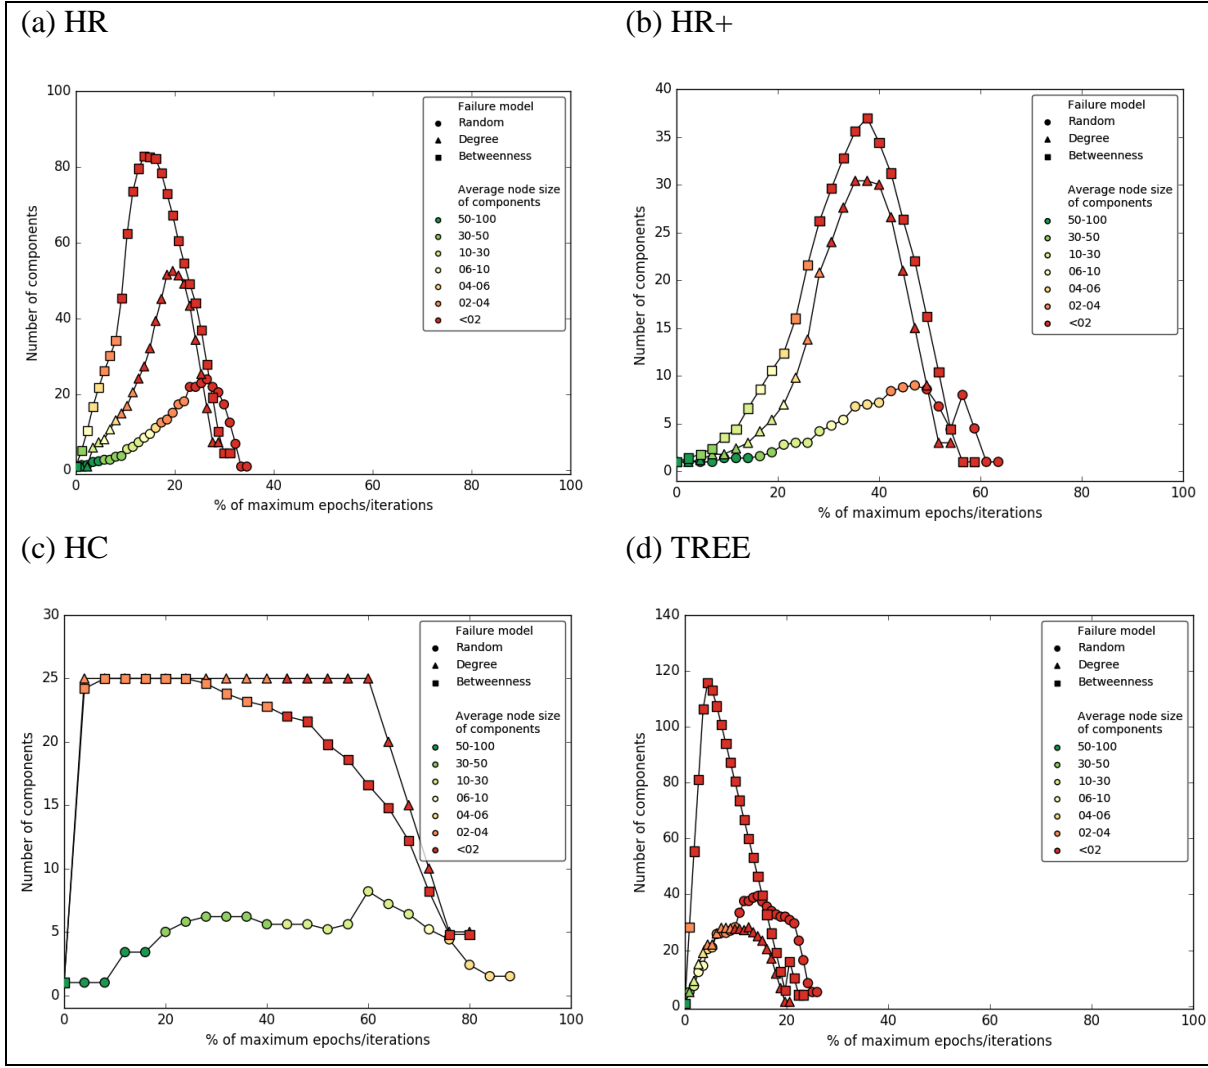 (a) HR
100
80
60
40
20
0
Number of components
0 20 40 60 80 100
% of maximum epochs/iterations
Failure model
Random
Degree
Betweenness
Average node size
of components
50-100
30-50
10-30
06-10
04-06
02-04
<02
(b) HR+
40
35
30
25
20
15
10
5
0
Number of components
0 20 40 60 80 100
% of maximum epochs/iterations
Failure model
Random
Degree
Betweenness
Average node size
of components
50-100
30-50
10-30
06-10
04-06
02-04
<02
(c) HC
30
25
20
15
10
5
0
Number of components
0 20 40 60 80 100
% of maximum epochs/iterations
Failure model
Random
Degree
Betweenness
Average node size
of components
50-100
30-50
10-30
06-10
04-06
02-04
<02
(d) TREE
140
120
100
80
60
40
20
0
Number of components
0 20 40 60 80 100
% of maximum epochs/iterations
Failure model
Random
Degree
Betweenness
Average node size
of components
50-100
30-50
10-30
06-10
04-06
02-04
<02